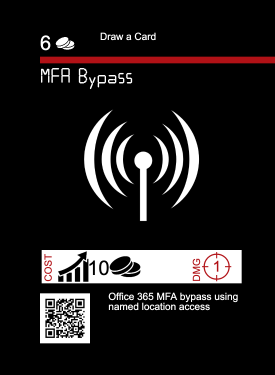 6
Draw a Card
MFA Bypass
COST
10
DMG
1
Office 365 MFA bypass using
named location access